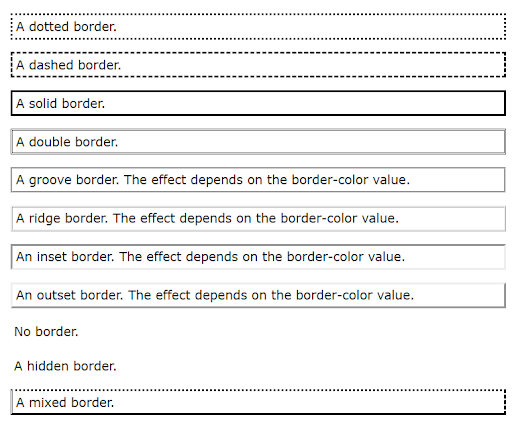 A dotted border.
A dashed border.
A solid border.
A double border.
A groove border. The effect depends on the border-color value.
A ridge border. The effect depends on the border-color value.
An inset border. The effect depends on the border-color value.
An outset border. The effect depends on the border-color value.
No border.
A hidden border.
A mixed border.